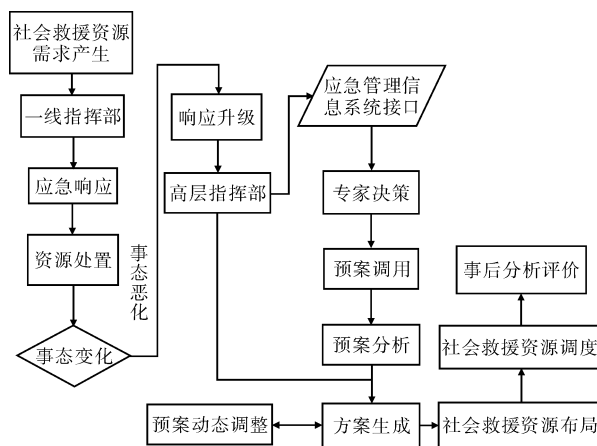 社会救援资源
需求产生
一线指挥部
应急响应
资源处置
事态变化
事
态
恶
化
响应升级
高层指挥部
应急管理信
息系统接口
专家决策
预案调用
预案分析
方案生成
预案动态调整
社会救援资源布局
社会救援资源调度
事后分析评价